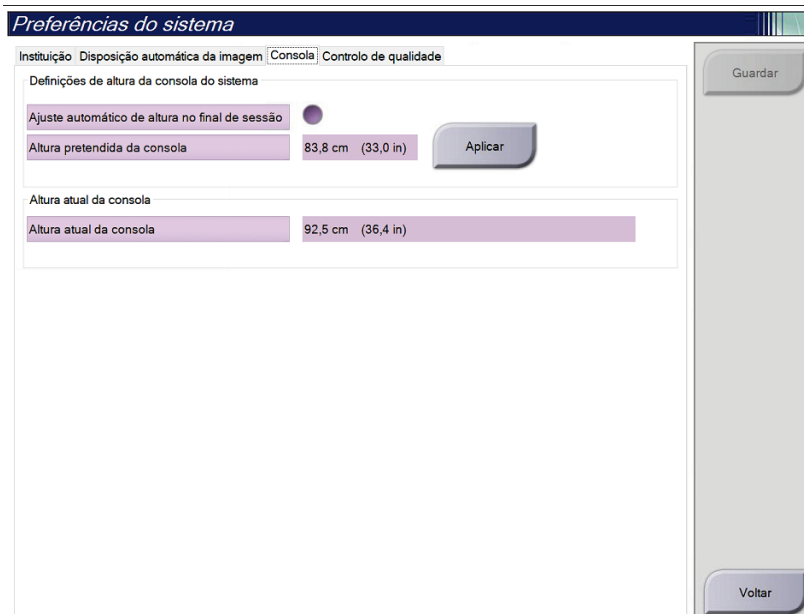 Preferências do sistema
Instituição Disposição automática da imagem Consola Controlo de qualidade
Definições de altura da consola do sistema
Ajuste automático de altura no final de sessão
Altura pretendida da consola 83,8 cm (33,0 in) Aplicar
Altura atual da consola
Altura atual da consola 92,5 cm (36,4 in)
Guardar
Voltar